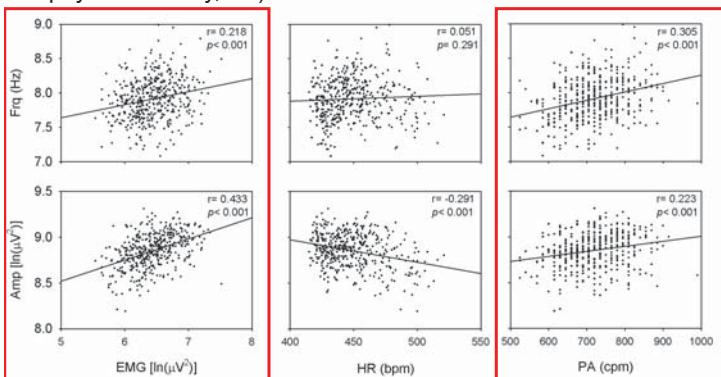 9.0
8.5
8.0
7.5
7.0
Frq (Hz)
r= 0.218
p< 0.001
r= 0.051
p= 0.291
r= 0.305
p< 0.001
9.5
9.0
8.5
8.0
Amp [ln(µV²)]
r= 0.433
p< 0.001
r= -0.291
p< 0.001
r= 0.223
p< 0.001
5 6 7 8
400 450 500 550
500 600 700 800 900 1000
EMG [ln(µV²)]
HR (bpm)
PA (cpm)